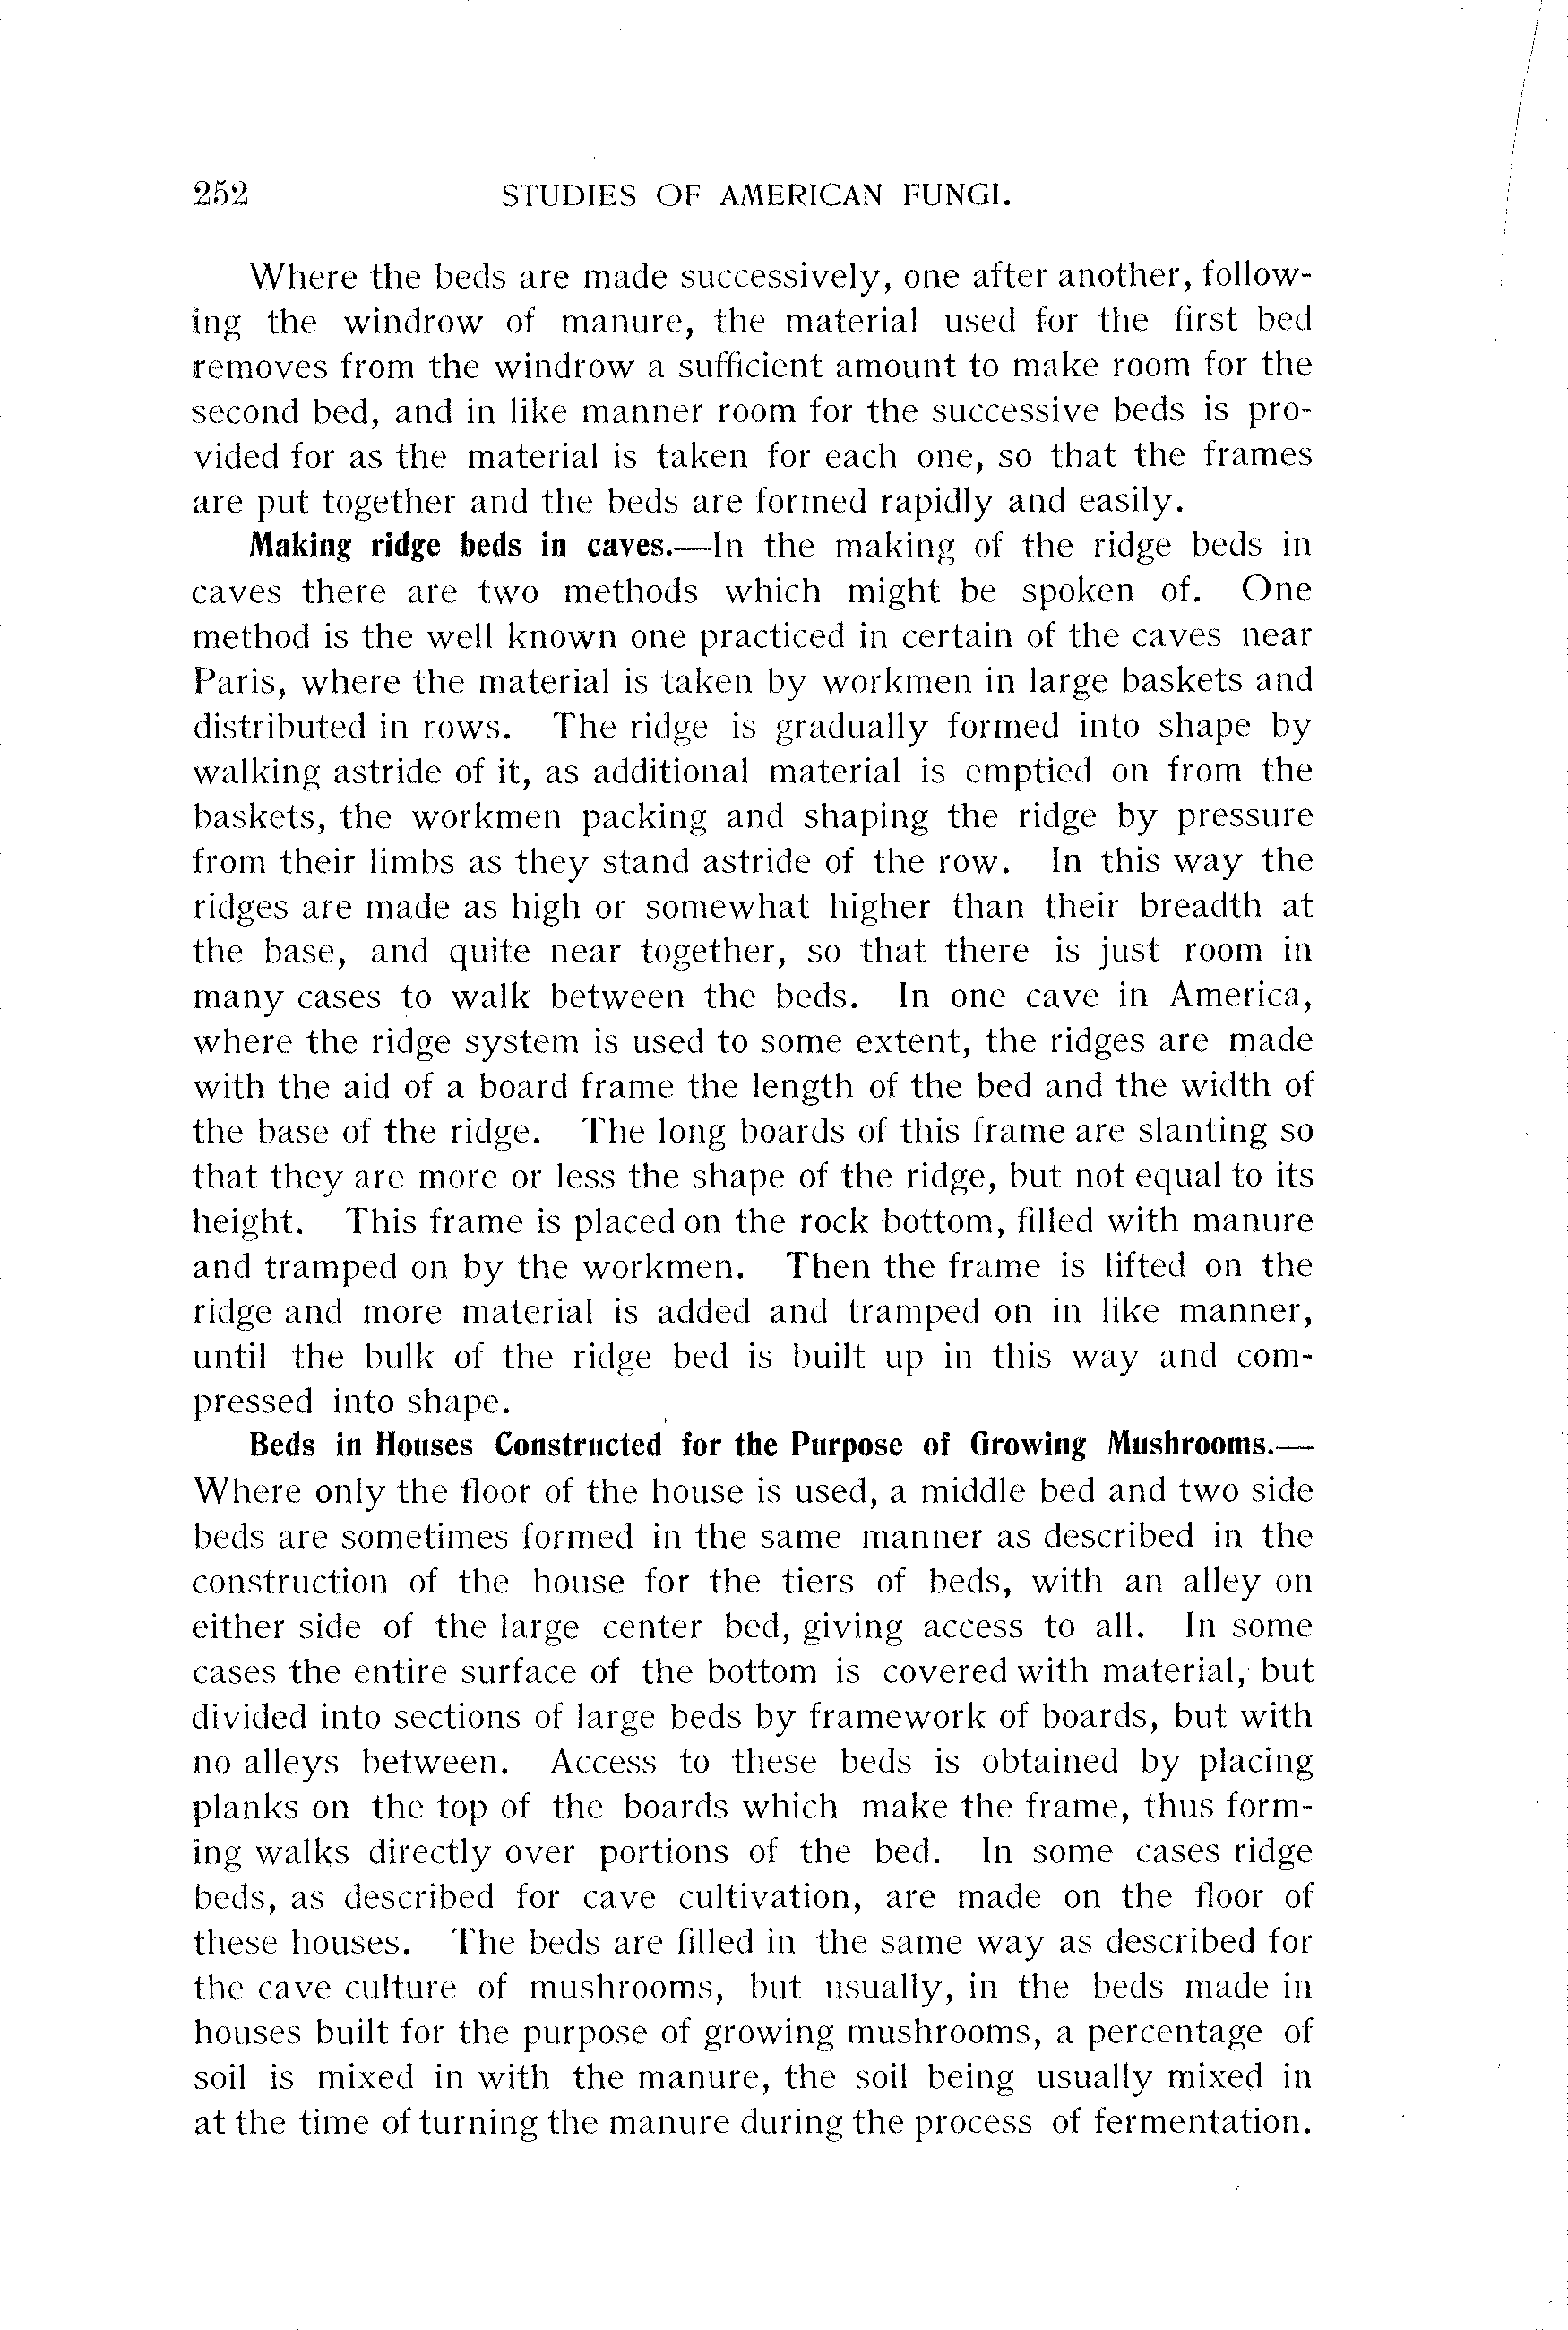 252 STUDIES OF AMERICAN FUNGI.
Where the beds are made successively, one after another, follow-
ing the windrow of manure, the material used for the first bed
removes from the windrow a sufficient amount to make room for the
second bed, and in like manner room for the successive beds is pro-
vided for as the material is taken for each one, so that the frames
are put together and the beds are formed rapidly and easily.
Making ridge beds in caves.—In the making of the ridge beds in
caves there are two methods which might be spoken of. One
method is the well known one practiced in certain of the caves near
Paris, where the material is taken by workmen in large baskets and
distributed in rows. The ridge is gradually formed into shape by
walking astride of it, as additional material is emptied on from the
baskets, the workmen packing and shaping the ridge by pressure
from their limbs as they stand astride of the row. In this way the
ridges are made as high or somewhat higher than their breadth at
the base, and quite near together, so that there is just room in
many cases to walk between the beds. In one cave in America,
where the ridge system is used to some extent, the ridges are made
with the aid of a board frame the length of the bed and the width of
the base of the ridge. The long boards of this frame are slanting so
that they are more or less the shape of the ridge, but not equal to its
height. This frame is placed on the rock bottom, filled with manure
and tramped on by the workmen. Then the frame is lifted on the
ridge and more material is added and tramped on in like manner,
until the bulk of the ridge bed is built up in this way and com-
pressed into shape.
Beds in Houses Constructed for the Purpose of Growing Mushrooms.—
Where only the floor of the house is used, a middle bed and two side
beds are sometimes formed in the same manner as described in the
construction of the house for the tiers of beds, with an alley on
either side of the large center bed, giving access to all. In some
cases the entire surface of the bottom is covered with material, but
divided into sections of large beds by framework of boards, but with
no alleys between. Access to these beds is obtained by placing
planks on the top of the boards which make the frame, thus form-
ing walks directly over portions of the bed. In some cases ridge
beds, as described for cave cultivation, are made on the floor of
these houses. The beds are filled in the same way as described for
the cave culture of mushrooms, but usually, in the beds made in
houses built for the purpose of growing mushrooms, a percentage of
soil is mixed in with the manure, the soil being usually mixed in
at the time of turning the manure during the process of fermentation.